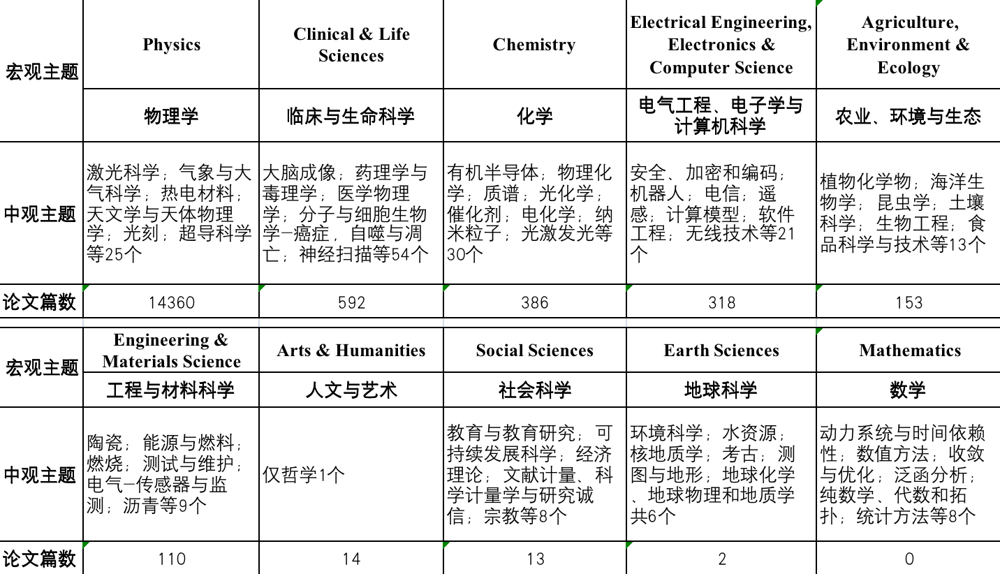 宏观主题
Physics
Clinical & Life
Sciences
Chemistry
Electrical Engineering,
Electronics &
Computer Science
Agriculture,
Environment &
Ecology
物理学
临床与生命科学
化学
电气工程、电子学与
计算机科学
农业、环境与生态
中观主题
激光科学；气象与大
气科学；热电材料；
天文学与天体物理
学；光刻；超导科学
等25个
大脑成像；药理学与
毒理学；医学物理
学；分子与细胞生物
学—癌症，自噬与凋
亡；神经扫描等54个
有机半导体；物理化
学；质谱；光化学；
催化剂；电化学；纳
米粒子；光激发光等
30个
安全、加密和编码；
机器人；电信；遥
感；计算模型；软件
工程；无线技术等21
个
植物化学物；海洋生
物学；昆虫学；土壤
科学；生物工程；食
品科学与技术等13个
论文篇数
14360
592
386
318
153
宏观主题
Engineering &
Materials Science
Arts & Humanities
Social Sciences
Earth Sciences
Mathematics
工程与材料科学
人文与艺术
社会科学
地球科学
数学
中观主题
陶瓷；能源与燃料；
燃烧；测试与维护；
电气—传感器与监
测；沥青等9个
仅哲学1个
教育与教育研究；可
持续发展科学；经济
理论；文献计量、科
学计量学与研究诚
信；宗教等8个
环境科学；水资源；
核地质学；考古；测
图与地形；地球化学
、地球物理和地质学
共6个
动力系统与时间依赖
性；数值方法；收敛
与优化；泛函分析；
纯数学、代数和拓
扑；统计方法等8个
论文篇数
110
14
13
2
0